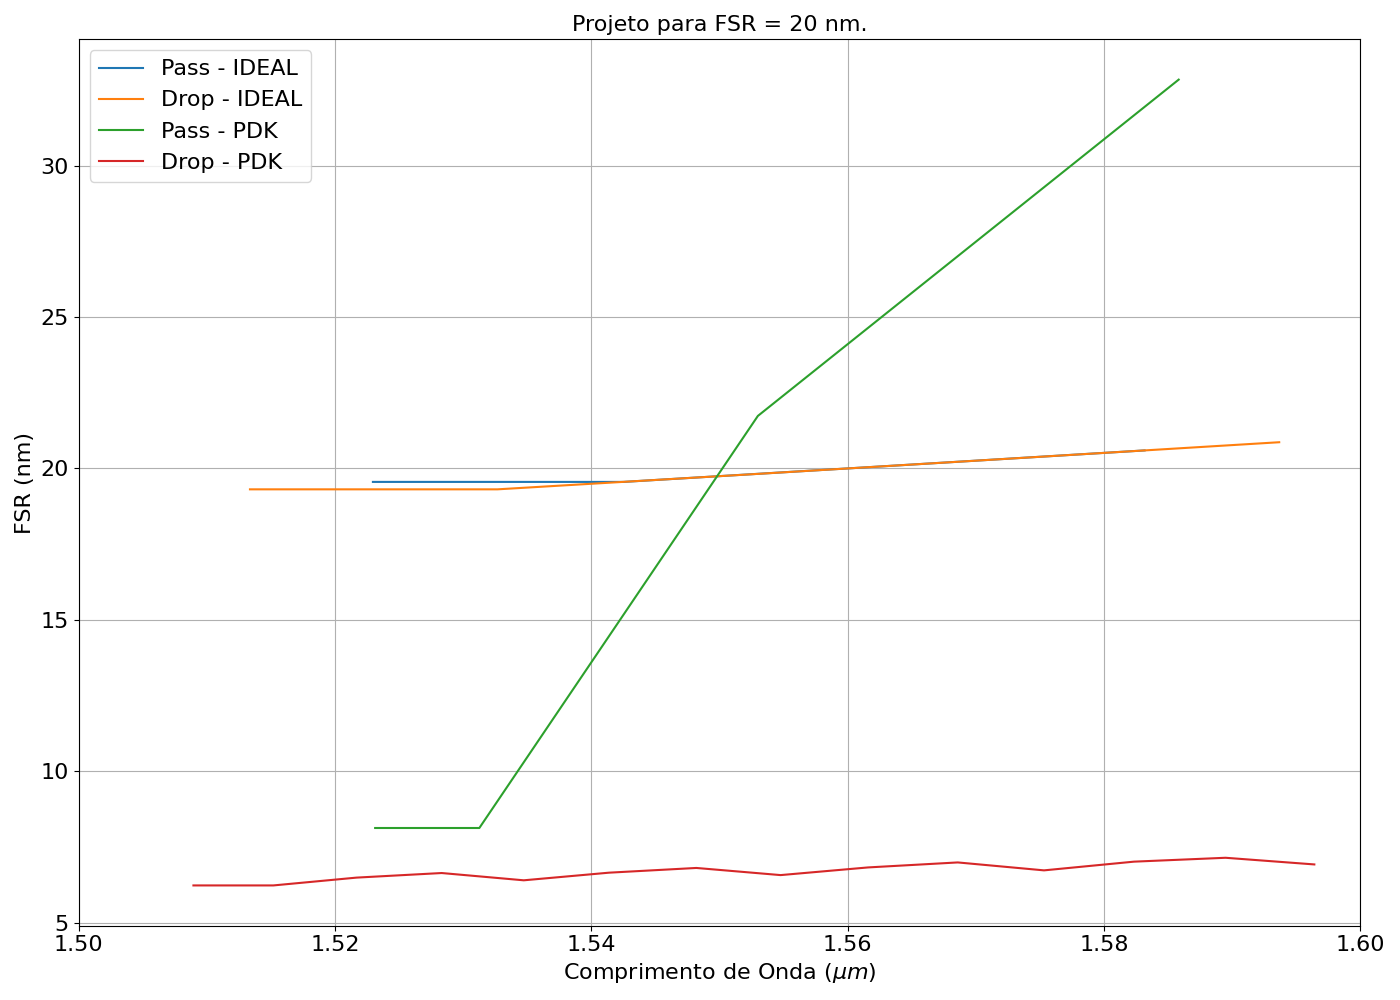 Projeto para FSR = 20 nm.
Pass - IDEAL
Drop - IDEAL
Pass - PDK
Drop - PDK
FSR (nm)
30
25
20
15
10
5
1.50 1.52 1.54 1.56 1.58 1.60
Comprimento de Onda (μm)